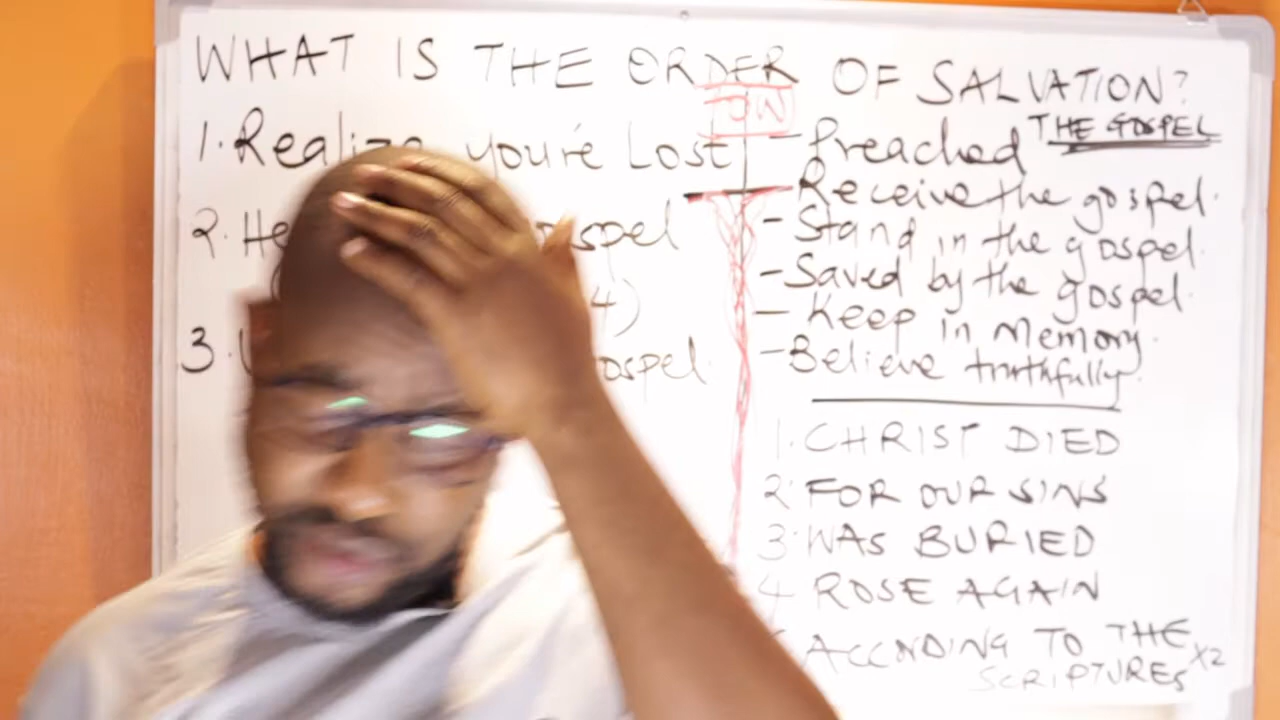 WHAT IS THE ORDER OF SALVATION?
1. Realize you're Lost
2. He gospel
4)
3. gospel.
- Preached THE GOSPEL
- Receive the gospel.
- Stand in the gospel.
- Saved by the gospel.
- Keep in Memory.
- Believe truthfully.
1. CHRIST DIED
2. FOR OUR SINS
3. WAS BURIED
4 ROSE AGAIN
ACCORDING TO THE
SCRIPTURES X2